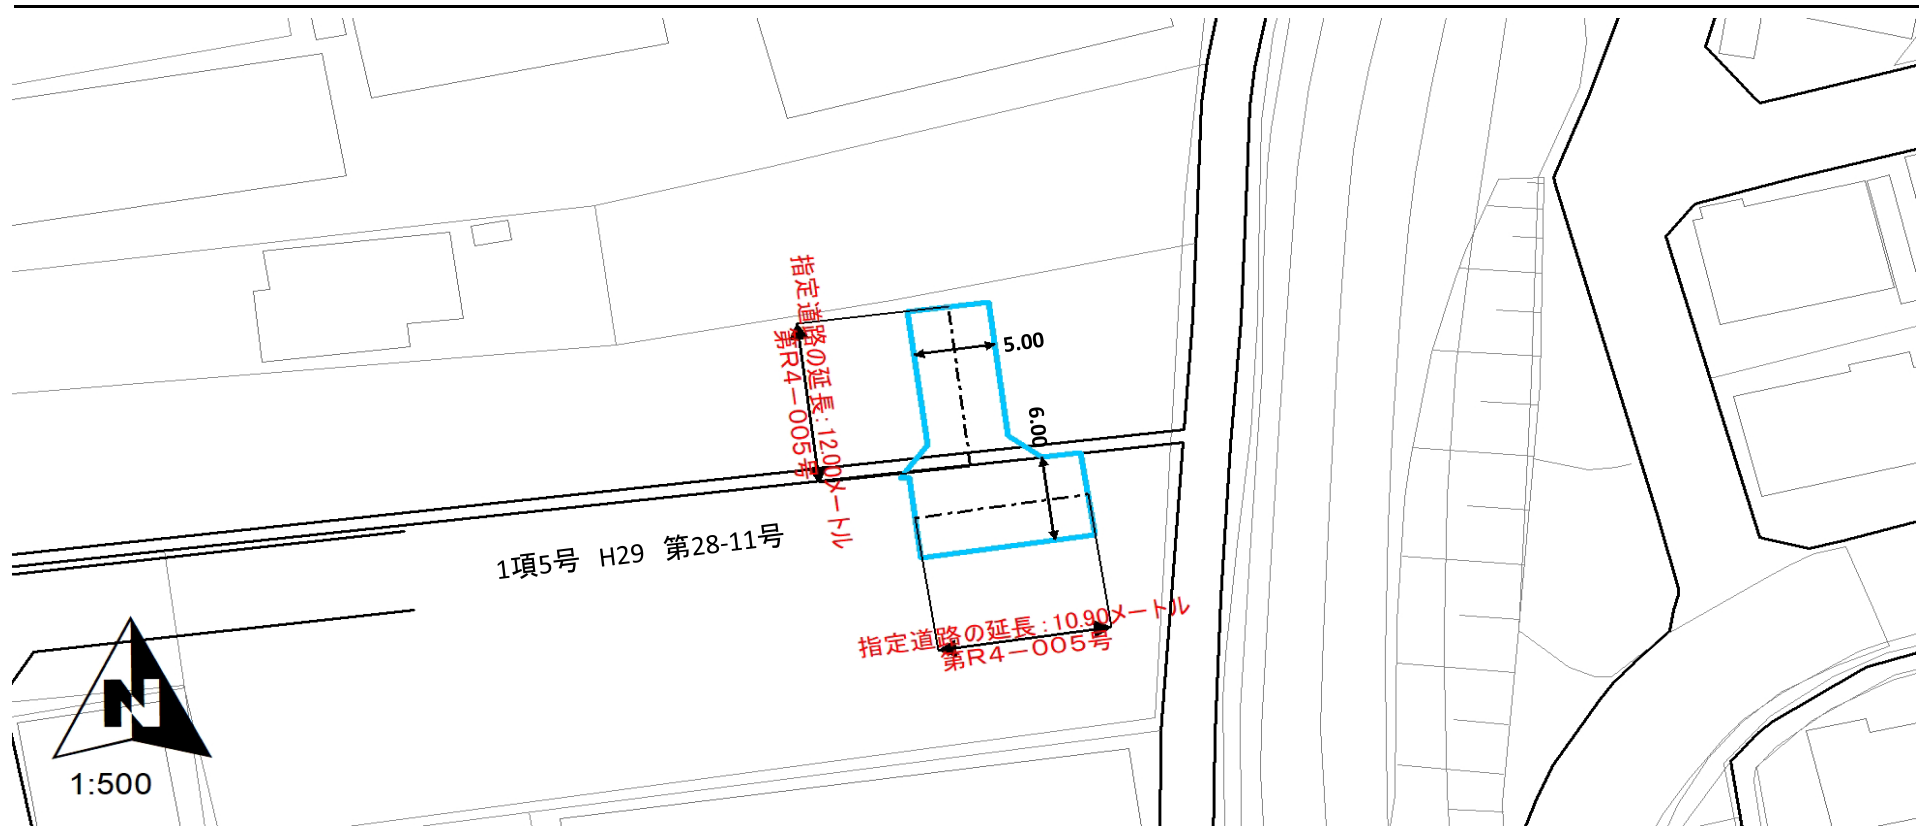 指定道路の延長：12.00メートル
第R4－005号
5.00
6.00
1項5号 H29 第28-11号
指定道路の延長：10.90メートル
第R4－005号
N
1:500